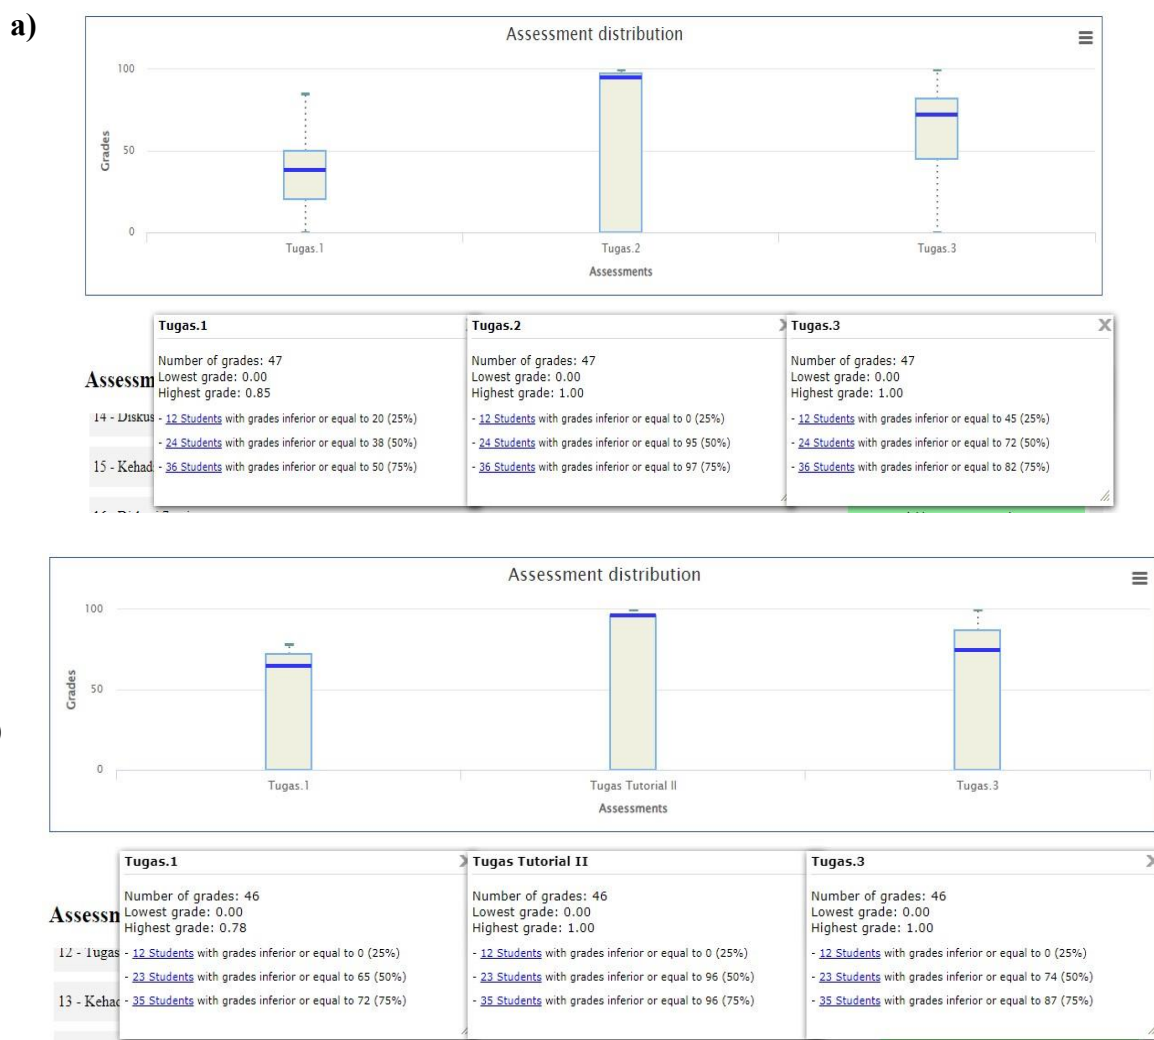 a)
Assessment distribution
100
50
0
Grades
Tugas.1
Tugas.2
Tugas.3
Assessments
Tugas.1
Number of grades: 47
Lowest grade: 0.00
Highest grade: 0.85
- 12 Students with grades inferior or equal to 20 (25%)
- 24 Students with grades inferior or equal to 38 (50%)
- 36 Students with grades inferior or equal to 50 (75%)
Tugas.2
Number of grades: 47
Lowest grade: 0.00
Highest grade: 1.00
- 12 Students with grades inferior or equal to 0 (25%)
- 24 Students with grades inferior or equal to 95 (50%)
- 36 Students with grades inferior or equal to 97 (75%)
Tugas.3
X
Number of grades: 47
Lowest grade: 0.00
Highest grade: 1.00
- 12 Students with grades inferior or equal to 45 (25%)
- 24 Students with grades inferior or equal to 72 (50%)
- 36 Students with grades inferior or equal to 82 (75%)
Assessm
14 - Diskus
15 - Kehad
Assessment distribution
100
50
0
Grades
Tugas.1
Tugas Tutorial II
Tugas.3
Assessments
Tugas.1
Number of grades: 46
Lowest grade: 0.00
Highest grade: 0.78
- 12 Students with grades inferior or equal to 0 (25%)
- 23 Students with grades inferior or equal to 65 (50%)
- 35 Students with grades inferior or equal to 72 (75%)
Tugas Tutorial II
Number of grades: 46
Lowest grade: 0.00
Highest grade: 1.00
- 12 Students with grades inferior or equal to 0 (25%)
- 23 Students with grades inferior or equal to 96 (50%)
- 35 Students with grades inferior or equal to 96 (75%)
Tugas.3
Number of grades: 46
Lowest grade: 0.00
Highest grade: 1.00
- 12 Students with grades inferior or equal to 0 (25%)
- 23 Students with grades inferior or equal to 74 (50%)
- 35 Students with grades inferior or equal to 87 (75%)
Assessn
12 - Tugas
13 - Kehad